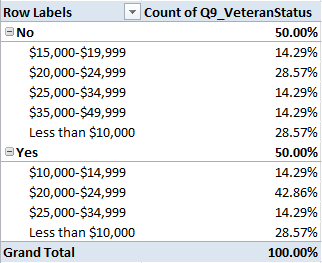 Row Labels Count of Q9_VeteranStatus
No 50.00%
$15,000-$19,999 14.29%
$20,000-$24,999 28.57%
$25,000-$34,999 14.29%
$35,000-$49,999 14.29%
Less than $10,000 28.57%
Yes 50.00%
$10,000-$14,999 14.29%
$20,000-$24,999 42.86%
$25,000-$34,999 14.29%
Less than $10,000 28.57%
Grand Total 100.00%